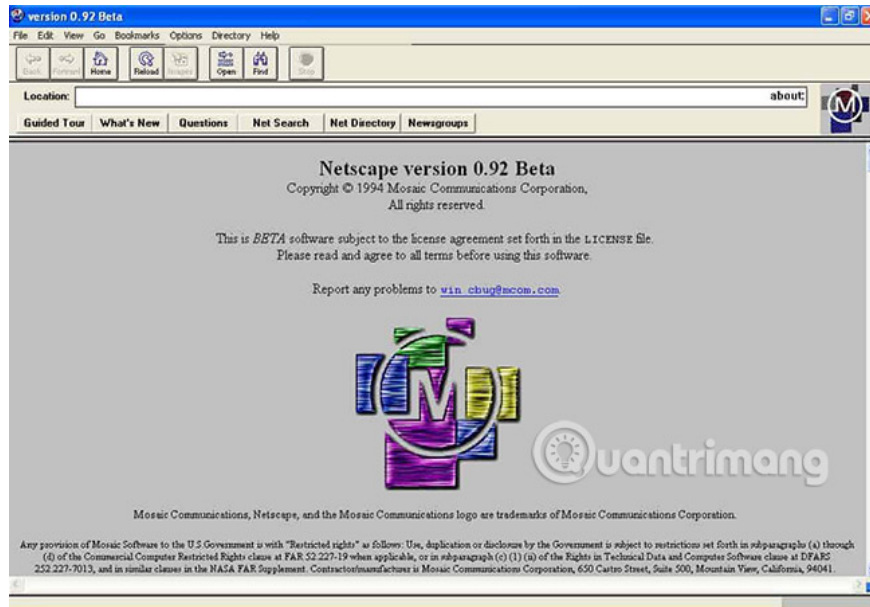 version 0.92 Beta
File Edit View Go Bookmarks Options Directory Help
Back Forward Home Reload Images Open Find Stop
Location: about:
Guided Tour What's New Questions Net Search Net Directory Newsgroups
Netscape version 0.92 Beta
Copyright © 1994 Mosaic Communications Corporation,
All rights reserved.
This is BETA software subject to the license agreement set forth in the LICENSE file.
Please read and agree to all terms before using this software.
Report any problems to win_cbug@mcom.com
M
Quantrimang
Mosaic Communications, Netscape, and the Mosaic Communications logo are trademarks of Mosaic Communications Corporation.
Any provision of Mosaic Software to the U.S.Government is with "Restricted rights" as follows: Use, duplication or disclosure by the Government is subject to restrictions set forth in subparagraphs (a) through
(d) of the Commercial Computer Restricted Rights clause at FAR 52.227-19 when applicable, or in subparagraph (c) (1) (ii) of the Rights in Technical Data and Computer Software clause at DFARS
252.227-7013, and in similar clauses in the NASA FAR Supplement. Contractor/manufacturer is Mosaic Communications Corporation, 650 Castro Street, Suite 500, Mountain View, California, 94041.